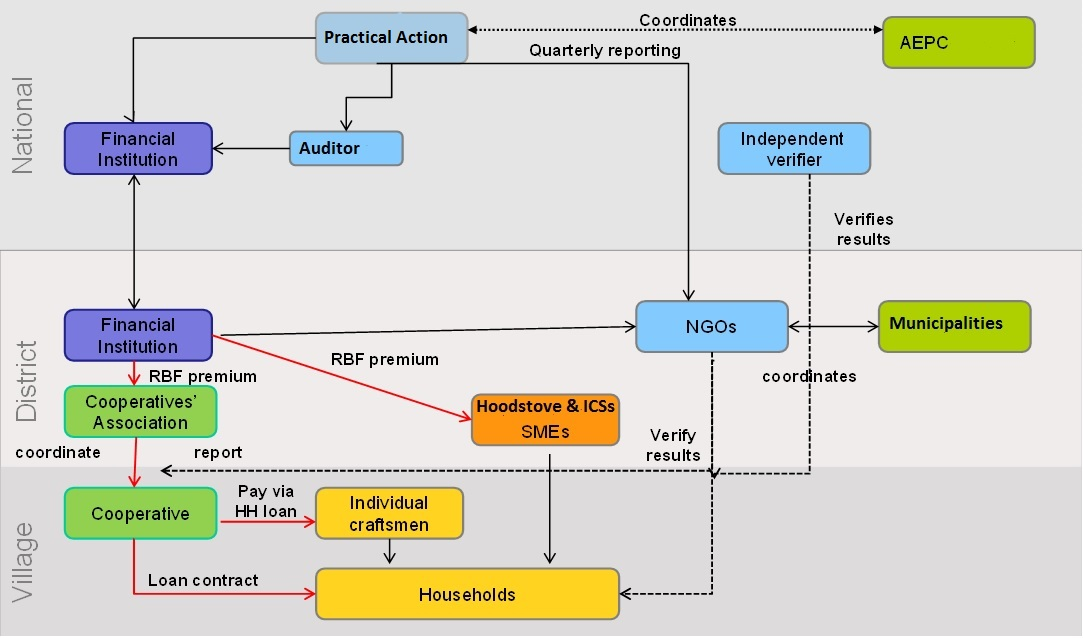 Coordinates
Practical Action
AEPC
Quarterly reporting
National
Financial
Institution
Auditor
Independent
verifier
Verifies
results
District
Financial
Institution
NGOs
Municipalities
RBF premium
RBF premium
coordinates
Cooperatives'
Association
Hoodstove & ICSs
SMEs
Verify
results
coordinate
report
Village
Cooperative
Pay via
HH loan
Individual
craftsmen
Loan contract
Households